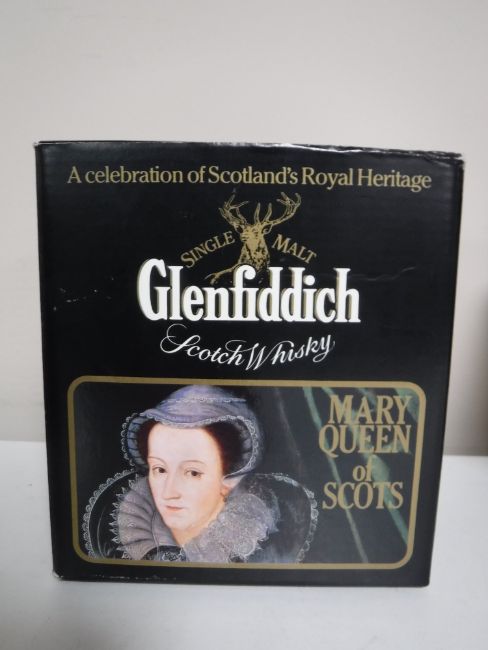 A celebration of Scotland's Royal Heritage
SINGLE MALT
Glenfiddich
Scotch Whisky
MARY
QUEEN
of
SCOTS